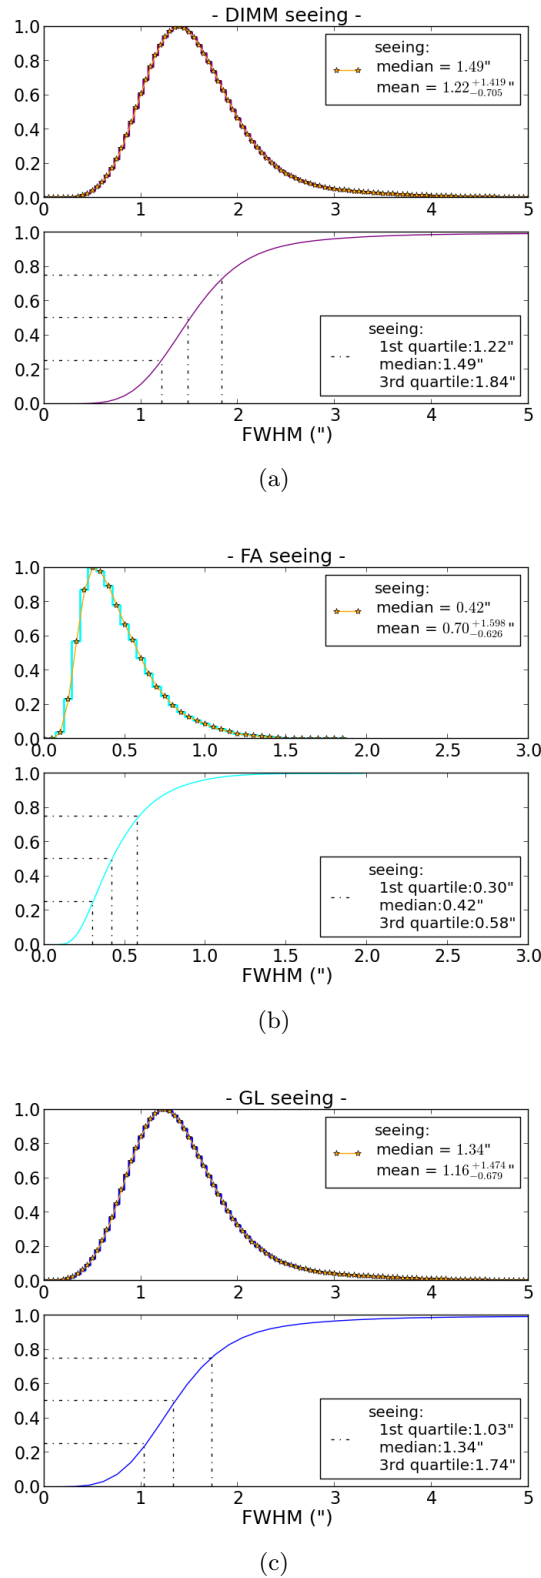 - DIMM seeing -
1.0
0.8
0.6
0.4
0.2
0.0
seeing:
median = 1.49"
mean = 1.22 +1.419 -0.705 "
0 1 2 3 4 5
1.0
0.8
0.6
0.4
0.2
0.0
seeing:
1st quartile:1.22"
median:1.49"
3rd quartile:1.84"
0 1 2 3 4 5
FWHM (")
(a)
- FA seeing -
1.0
0.8
0.6
0.4
0.2
0.0
seeing:
median = 0.42"
mean = 0.70 +1.598 -0.626 "
0.0 0.5 1.0 1.5 2.0 2.5 3.0
1.0
0.8
0.6
0.4
0.2
0.0
seeing:
1st quartile:0.30"
median:0.42"
3rd quartile:0.58"
0.0 0.5 1.0 1.5 2.0 2.5 3.0
FWHM (")
(b)
- GL seeing -
1.0
0.8
0.6
0.4
0.2
0.0
seeing:
median = 1.34"
mean = 1.16 +1.474 -0.679 "
0 1 2 3 4 5
1.0
0.8
0.6
0.4
0.2
0.0
seeing:
1st quartile:1.03"
median:1.34"
3rd quartile:1.74"
0 1 2 3 4 5
FWHM (")
(c)